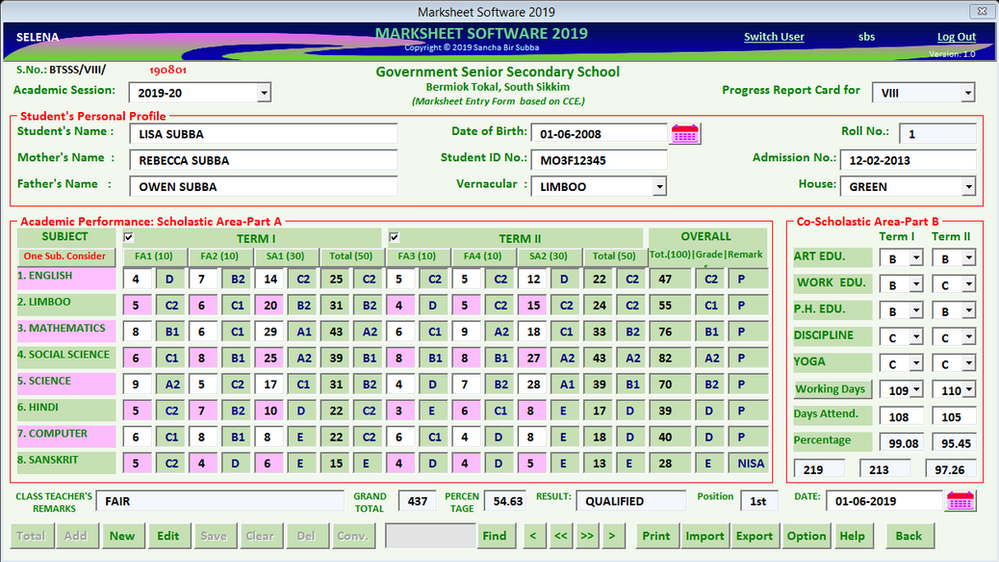 Marksheet Software 2019
SELENA MARKSHEET SOFTWARE 2019 Switch User sbs Log Out
Copyright © 2019 Sancha Bir Subba Version: 1.0
S.No.: BTSSS/VIII/ 190801 Government Senior Secondary School
Academic Session: 2019-20 Bermiok Tokal, South Sikkim Progress Report Card for VIII
(Marksheet Entry Form based on CCE.)
Student's Personal Profile
Student's Name : LISA SUBBA Date of Birth: 01-06-2008 Roll No.: 1
Mother's Name : REBECCA SUBBA Student ID No.: MO3F12345 Admission No.: 12-02-2013
Father's Name : OWEN SUBBA Vernacular : LIMBOO House: GREEN
Academic Performance: Scholastic Area-Part A Co-Scholastic Area-Part B
SUBJECT TERM I TERM II OVERALL Term I Term II
One Sub. Consider FA1 (10) FA2 (10) SA1 (30) Total (50) FA3 (10) FA4 (10) SA2 (30) Total (50) Tot.(100)|Grade|Remark
1. ENGLISH 4 D 7 B2 14 C2 25 C2 5 C2 5 C2 12 D 22 C2 47 C2 P ART EDU. B B
2. LIMBOO 5 C2 6 C1 20 B2 31 B2 4 D 5 C2 15 C2 24 C2 55 C1 P WORK EDU. B C
3. MATHEMATICS 8 B1 6 C1 29 A1 43 A2 6 C1 9 A2 18 C1 33 B2 76 B1 P P.H. EDU. B B
4. SOCIAL SCIENCE 6 C1 8 B1 25 A2 39 B1 8 B1 8 B1 27 A2 43 A2 82 A2 P DISCIPLINE C C
5. SCIENCE 9 A2 5 C2 17 C1 31 B2 4 D 7 B2 28 A1 39 B1 70 B2 P YOGA C C
6. HINDI 5 C2 7 B2 10 D 22 C2 3 E 6 C1 8 E 17 D 39 D P Working Days 109 110
7. COMPUTER 6 C1 8 B1 8 E 22 C2 6 C1 4 D 8 E 18 D 40 D P Days Attend. 108 105
8. SANSKRIT 5 C2 4 D 6 E 15 E 4 D 4 D 5 E 13 E 28 E NISA Percentage 99.08 95.45
219 213 97.26
CLASS TEACHER'S REMARKS FAIR GRAND TOTAL 437 PERCEN TAGE 54.63 RESULT: QUALIFIED Position 1st DATE: 01-06-2019
Total Add New Edit Save Clear Del Conv. Find < << >> > Print Import Export Option Help Back